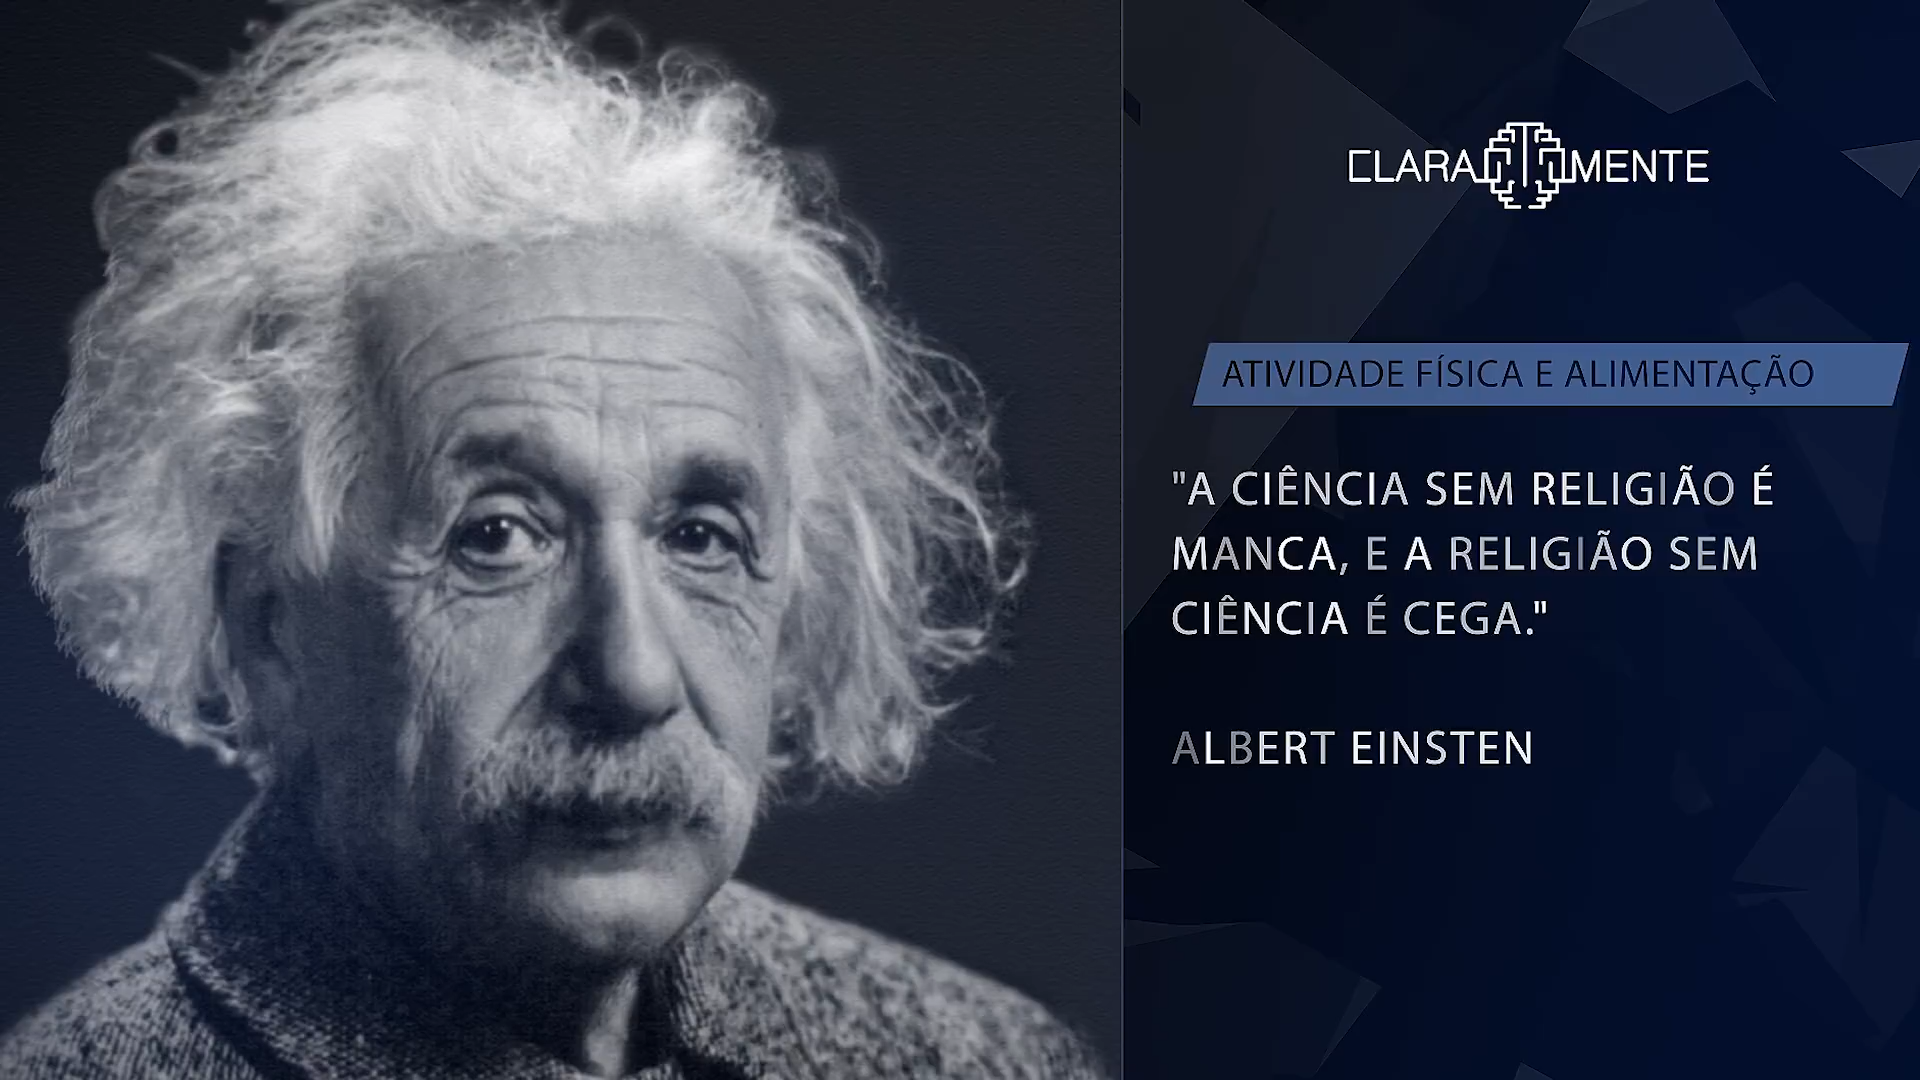 CLARAMENTE
ATIVIDADE FÍSICA E ALIMENTAÇÃO
"A CIÊNCIA SEM RELIGIÃO É
MANCA, E A RELIGIÃO SEM
CIÊNCIA É CEGA."
ALBERT EINSTEN